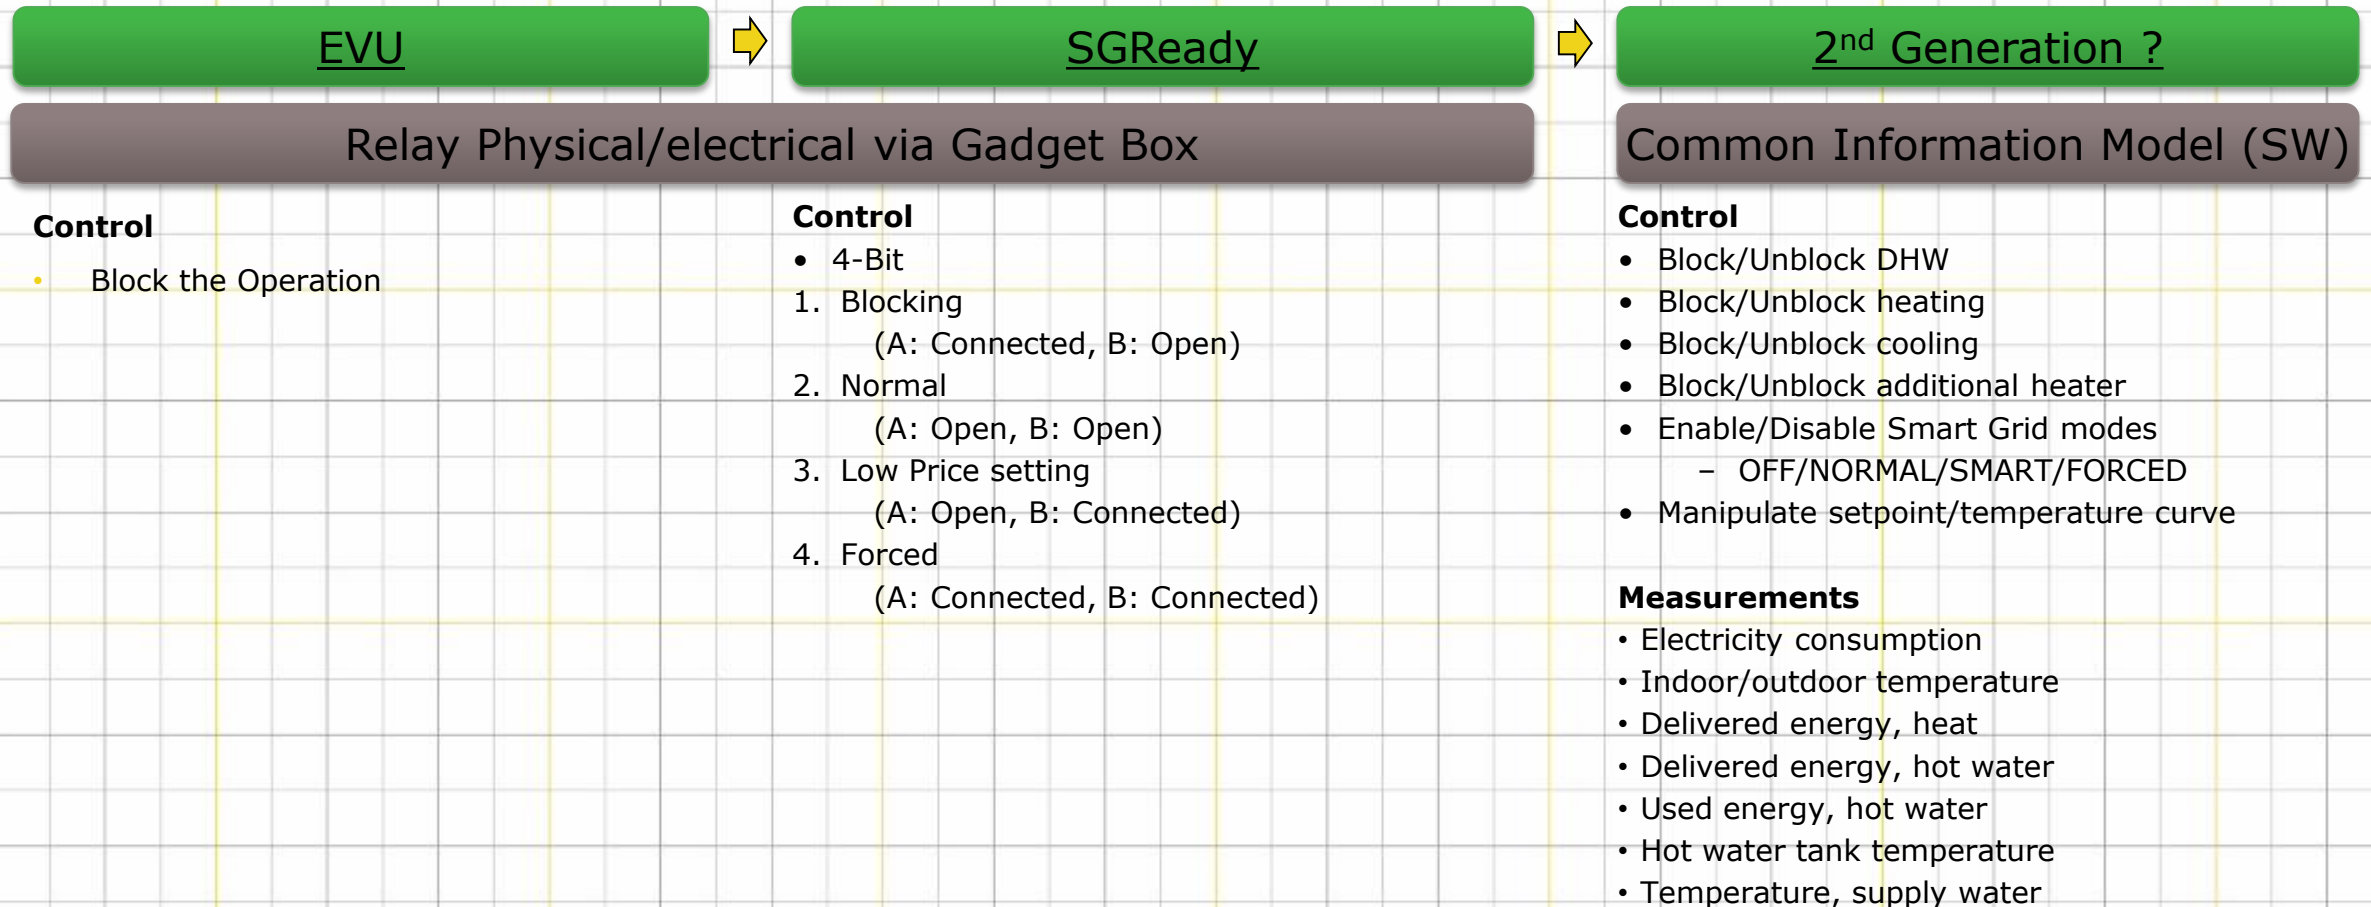 EVU
SGReady
2nd Generation ?
Relay Physical/electrical via Gadget Box
Common Information Model (SW)
Control
• Block the Operation
Control
• 4-Bit
1. Blocking
(A: Connected, B: Open)
2. Normal
(A: Open, B: Open)
3. Low Price setting
(A: Open, B: Connected)
4. Forced
(A: Connected, B: Connected)
Control
• Block/Unblock DHW
• Block/Unblock heating
• Block/Unblock cooling
• Block/Unblock additional heater
• Enable/Disable Smart Grid modes
– OFF/NORMAL/SMART/FORCED
• Manipulate setpoint/temperature curve
Measurements
• Electricity consumption
• Indoor/outdoor temperature
• Delivered energy, heat
• Delivered energy, hot water
• Used energy, hot water
• Hot water tank temperature
• Temperature, supply water